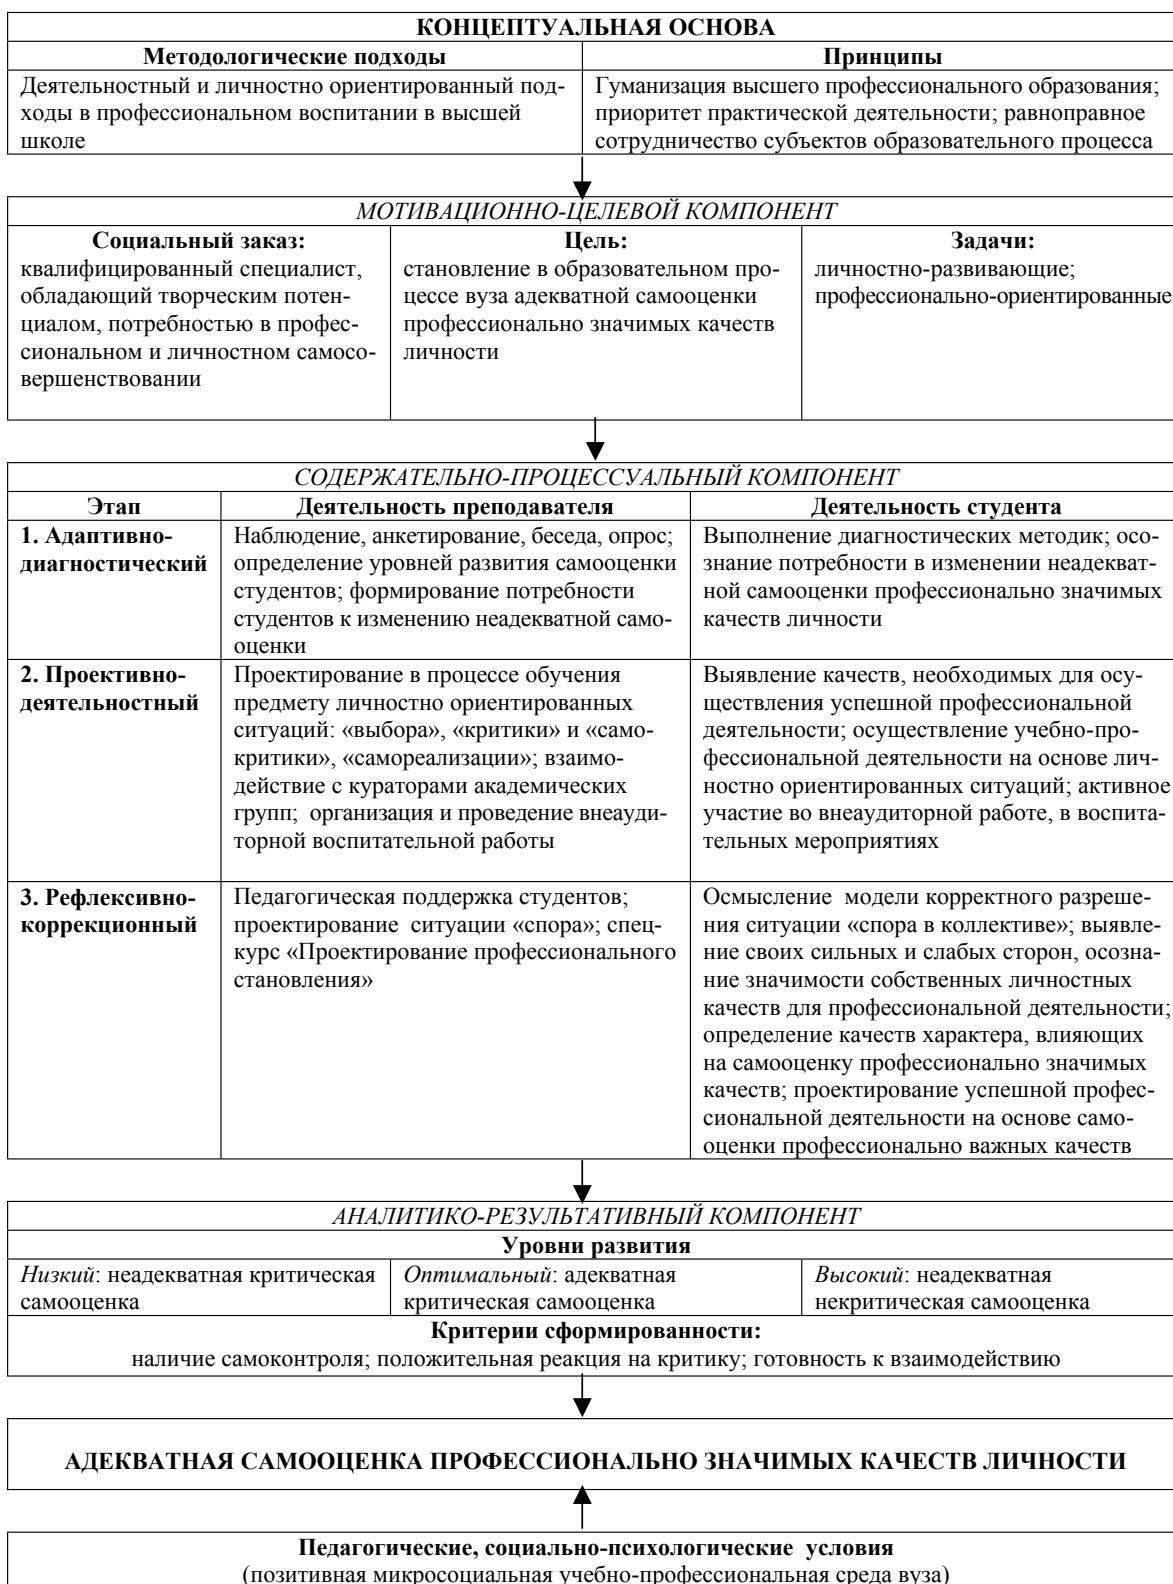 КОНЦЕПТУАЛЬНАЯ ОСНОВА
Методологические подходы
Деятельностный и личностно ориентированный под-
ходы в профессиональном воспитании в высшей
школе
Принципы
Гуманизация высшего профессионального образования;
приоритет практической деятельности; равноправное
сотрудничество субъектов образовательного процесса
МОТИВАЦИОННО-ЦЕЛЕВОЙ КОМПОНЕНТ
Социальный заказ:
квалифицированный специалист,
обладающий творческим потен-
циалом, потребностью в профес-
сиональном и личностном самосо-
вершенствовании
Цель:
становление в образовательном про-
цессе вуза адекватной самооценки
профессионально значимых качеств
личности
Задачи:
личностно-развивающие;
профессионально-ориентированные
СОДЕРЖАТЕЛЬНО-ПРОЦЕССУАЛЬНЫЙ КОМПОНЕНТ
Этап
Деятельность преподавателя
Деятельность студента
1. Адаптивно-
диагностический
Наблюдение, анкетирование, беседа, опрос;
определение уровней развития самооценки
студентов; формирование потребности
студентов к изменению неадекватной само-
оценки
Выполнение диагностических методик; осо-
знание потребности в изменении неадекват-
ной самооценки профессионально значимых
качеств личности
2. Проективно-
деятельностный
Проектирование в процессе обучения
предмету личностно ориентированных
ситуаций: «выбора», «критики» и «само-
критики», «самореализации»; взаимо-
действие с кураторами академических
групп; организация и проведение внеауди-
торной воспитательной работы
Выявление качеств, необходимых для осу-
ществления успешной профессиональной
деятельности; осуществление учебно-про-
фессиональной деятельности на основе лич-
ностно ориентированных ситуаций; активное
участие во внеаудиторной работе, в воспита-
тельных мероприятиях
3. Рефлексивно-
коррекционный
Педагогическая поддержка студентов;
проектирование ситуации «спора»; спец-
курс «Проектирование профессионального
становления»
Осмысление модели корректного разреше-
ния ситуации «спора в коллективе»; выявле-
ние своих сильных и слабых сторон, осозна-
ние значимости собственных личностных
качеств для профессиональной деятельности;
определение качеств характера, влияющих
на самооценку профессионально значимых
качеств; проектирование успешной профес-
сиональной деятельности на основе само-
оценки профессионально важных качеств
АНАЛИТИКО-РЕЗУЛЬТАТИВНЫЙ КОМПОНЕНТ
Уровни развития
Низкий: неадекватная критическая
самооценка
Оптимальный: адекватная
критическая самооценка
Высокий: неадекватная
некритическая самооценка
Критерии сформированности:
наличие самоконтроля; положительная реакция на критику; готовность к взаимодействию
АДЕКВАТНАЯ САМООЦЕНКА ПРОФЕССИОНАЛЬНО ЗНАЧИМЫХ КАЧЕСТВ ЛИЧНОСТИ
Педагогические, социально-психологические условия
(позитивная микросоциальная учебно-профессиональная среда вуза)